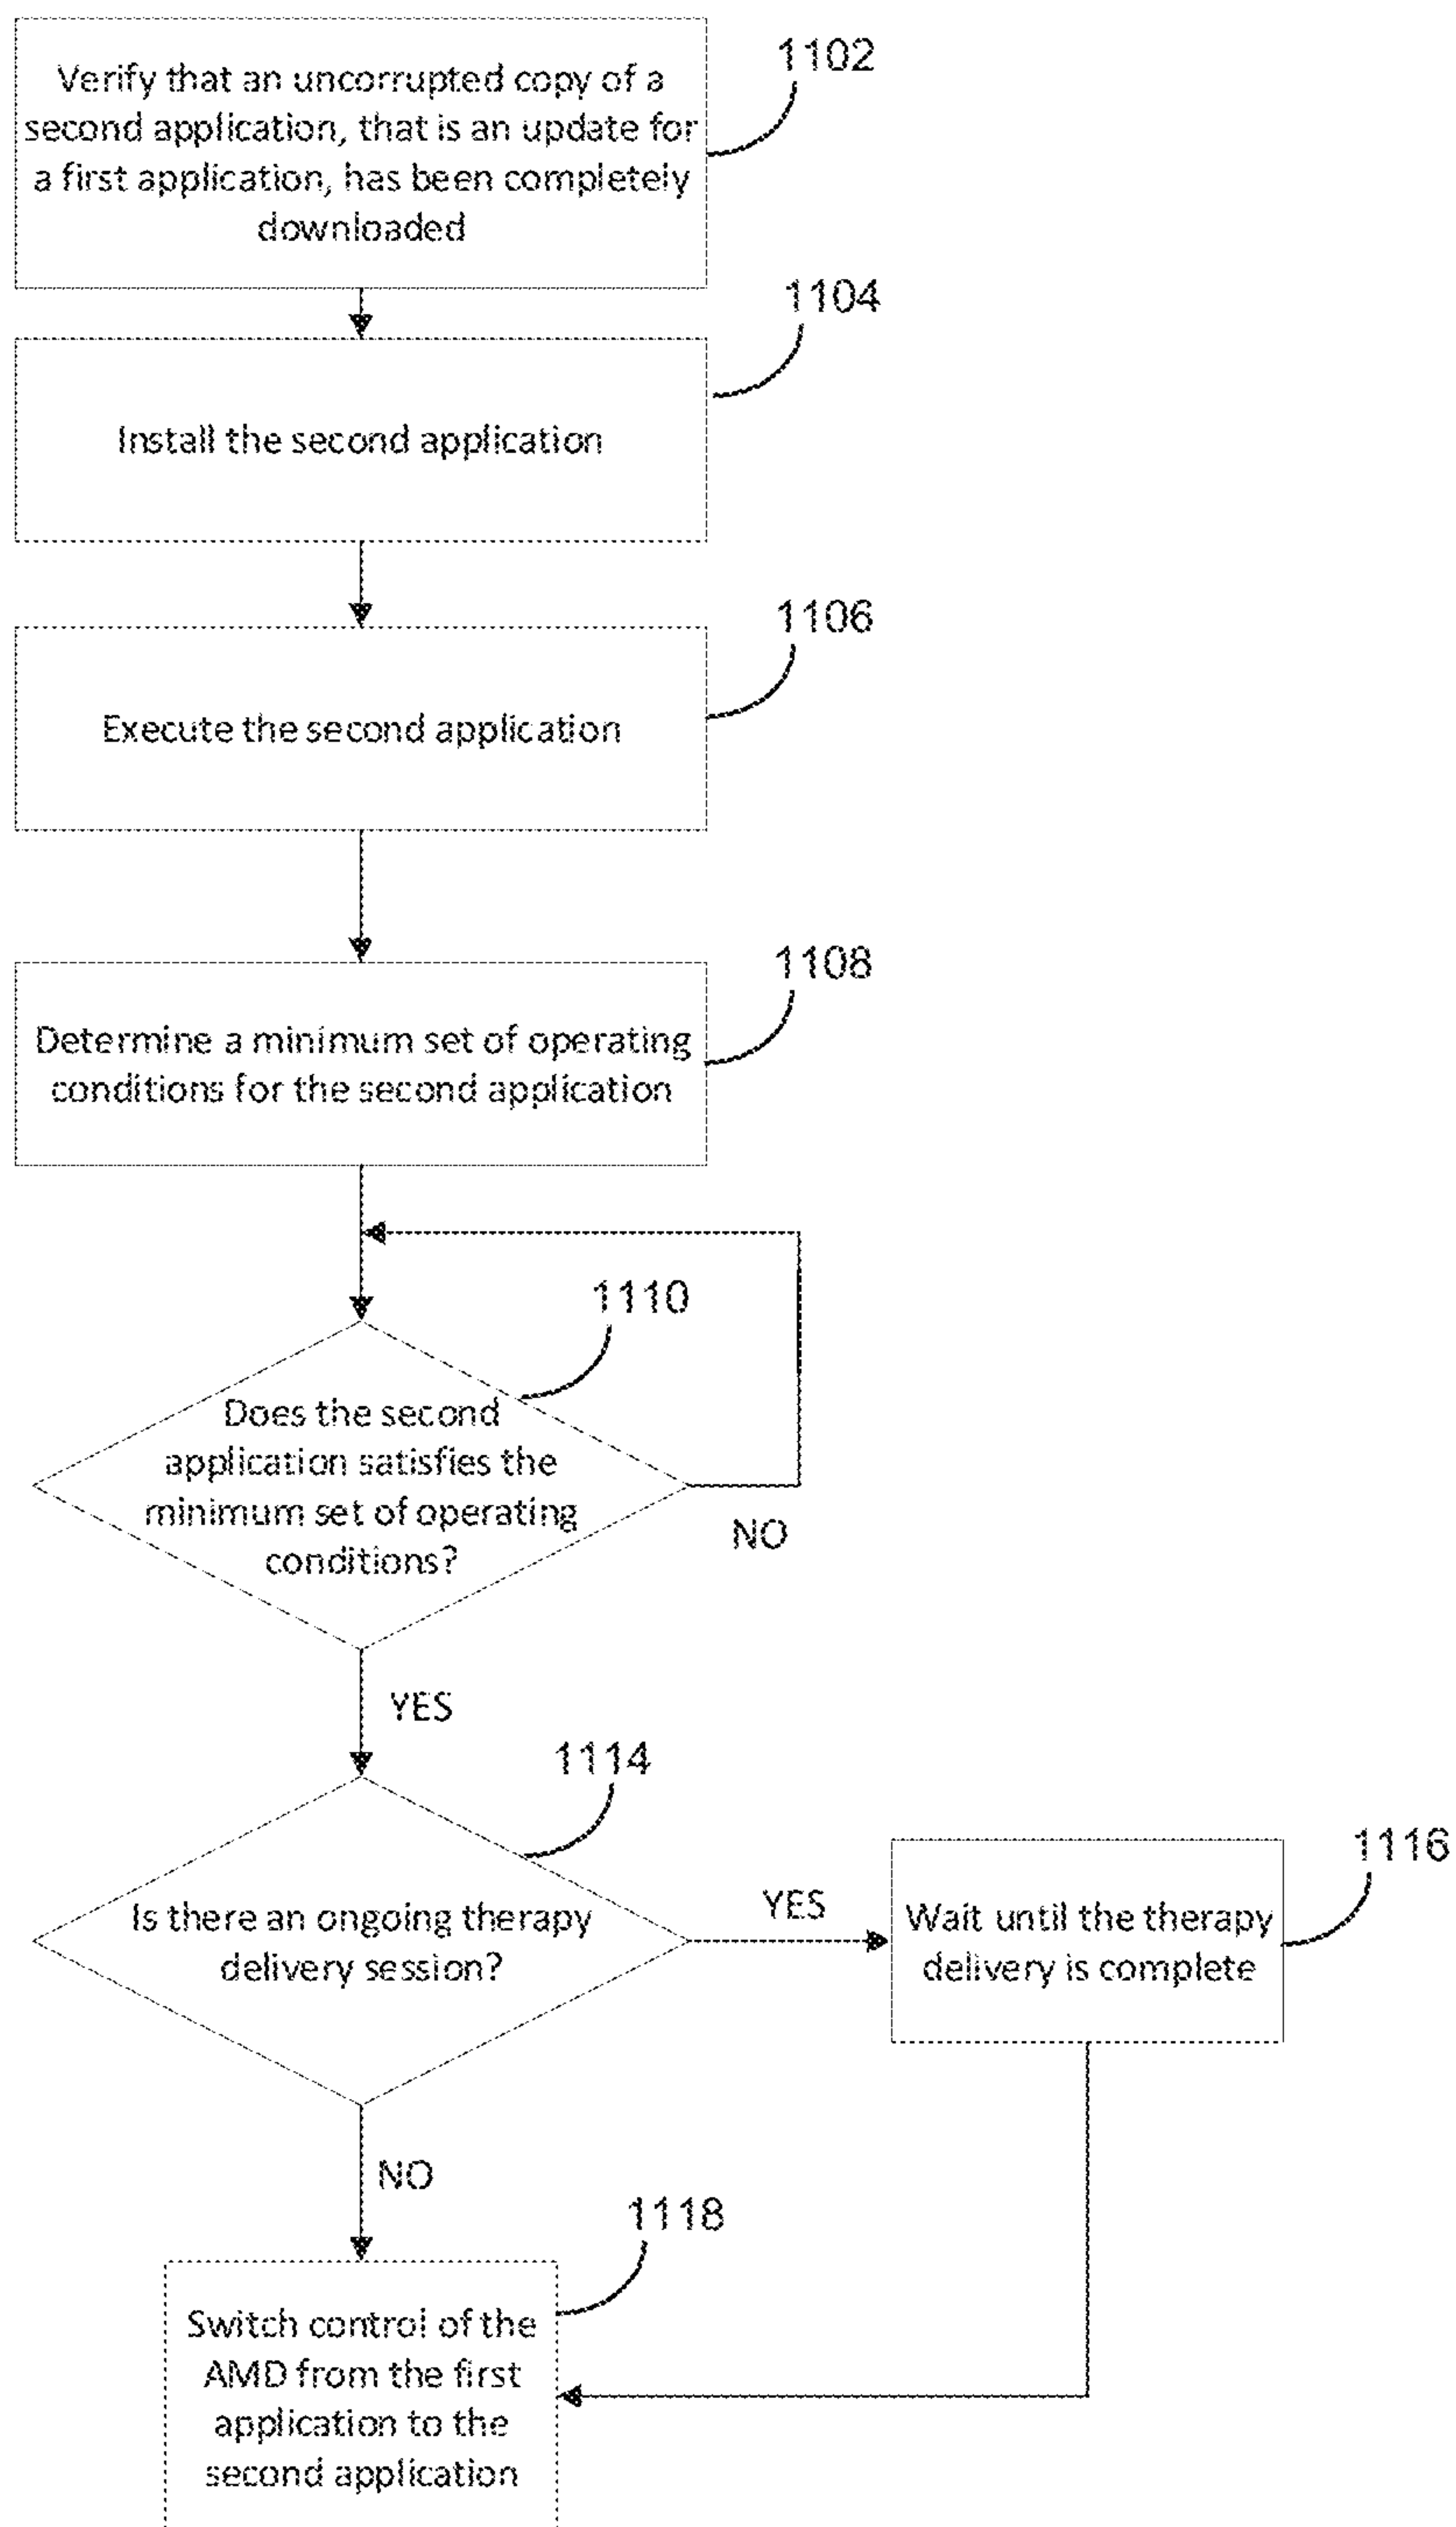 1102
Verify that an uncorrupted copy of a
second application, that is an update for
a first application, has been completely
downloaded
1104
Install the second application
1106
Execute the second application
1108
Determine a minimum set of operating
conditions for the second application
1110
Does the second
application satisfies the
minimum set of operating
conditions?
NO
YES
1114
Is there an ongoing therapy
delivery session?
YES
1116
Wait until the therapy
delivery is complete
NO
1118
Switch control of the
AMD from the first
application to the
second application